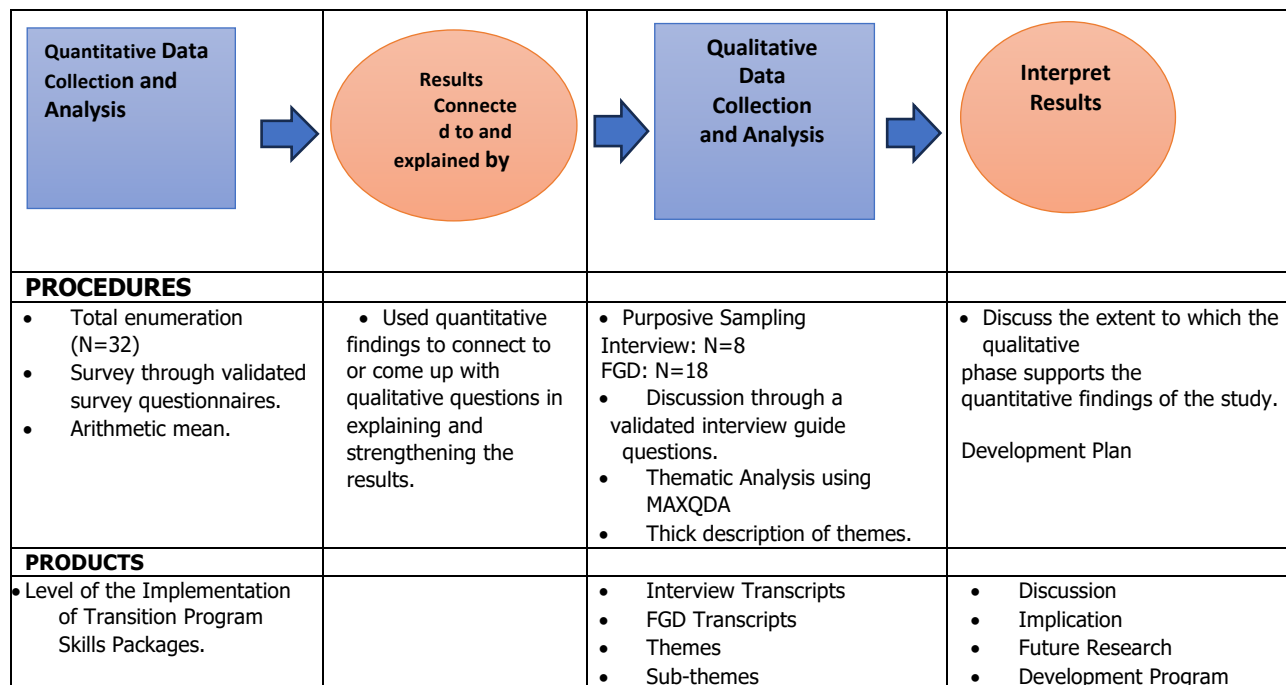 Quantitative Data
Collection and
Analysis
Results
Connecte
d to and
explained by
Qualitative
Data
Collection
and Analysis
Interpret
Results
PROCEDURES
• Total enumeration
(N=32)
• Survey through validated
survey questionnaires.
• Arithmetic mean.
• Used quantitative
findings to connect to
or come up with
qualitative questions in
explaining and
strengthening the
results.
• Purposive Sampling
Interview: N=8
FGD: N=18
• Discussion through a
validated interview guide
questions.
• Thematic Analysis using
MAXQDA
• Thick description of themes.
• Discuss the extent to which the
qualitative
phase supports the
quantitative findings of the study.
Development Plan
PRODUCTS
• Level of the Implementation
of Transition Program
Skills Packages.
• Interview Transcripts
• FGD Transcripts
• Themes
• Sub-themes
• Discussion
• Implication
• Future Research
• Development Program